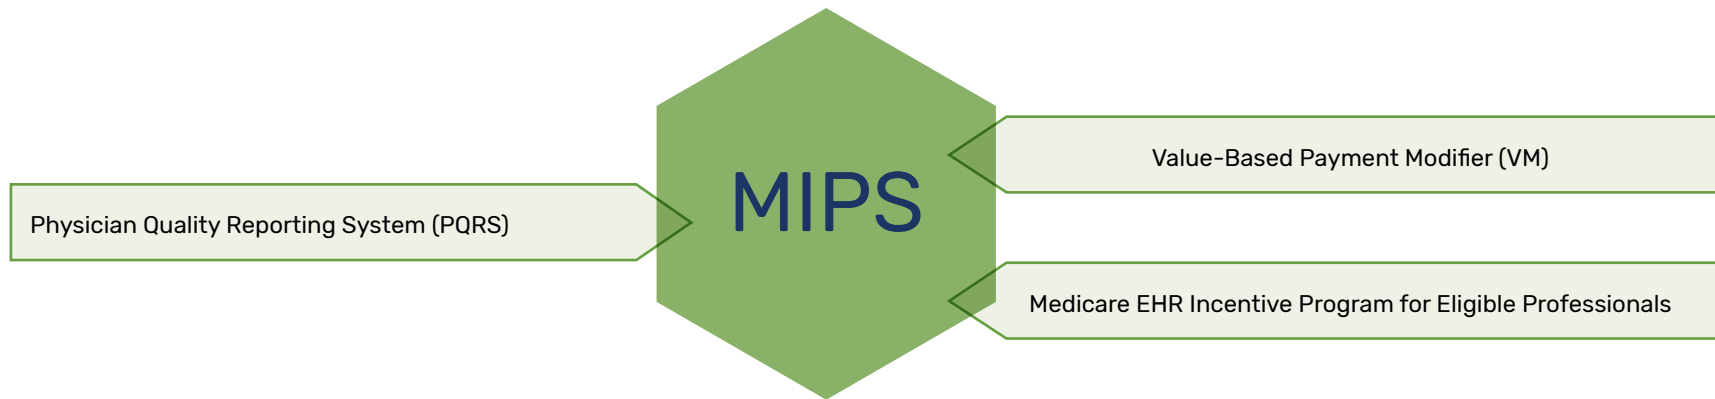 MIPS
Physician Quality Reporting System (PQRS)
Value-Based Payment Modifier (VM)
Medicare EHR Incentive Program for Eligible Professionals